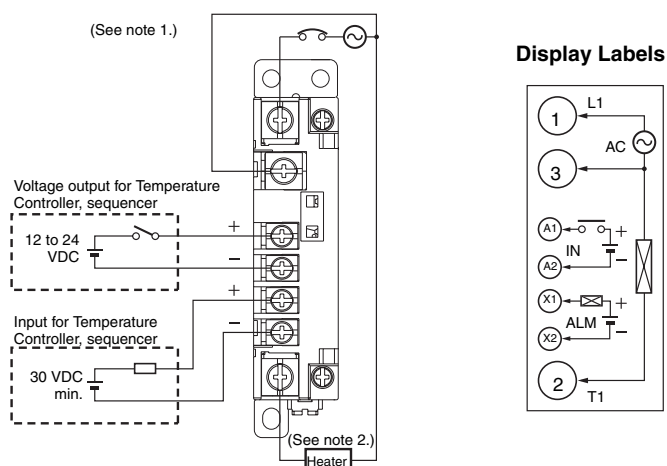 (See note 1.)
Voltage output for Temperature
Controller, sequencer
12 to 24
VDC
+
−
+
−
Input for Temperature
Controller, sequencer
30 VDC
min.
(See note 2.)
Heater
Display Labels
1
L1
AC
3
A1
+
IN
A2
−
X1
+
ALM
X2
−
2
T1